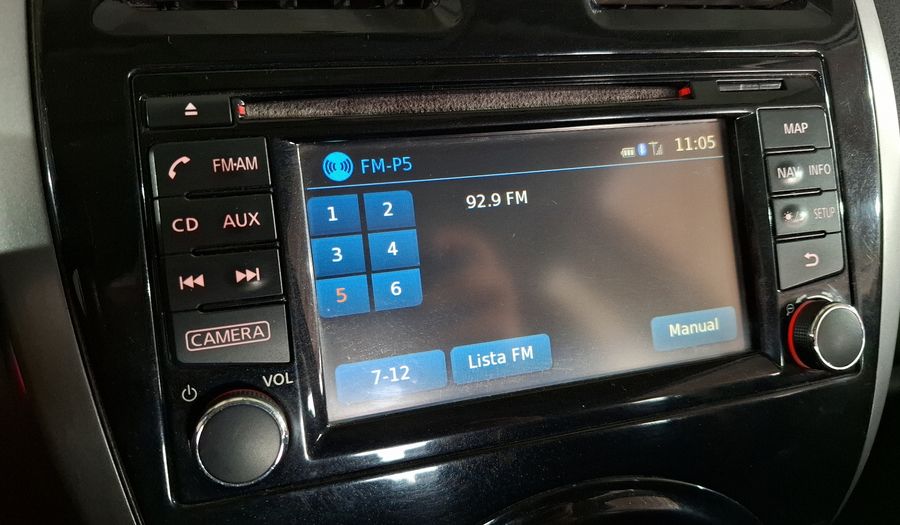 FM-P5 11:05
92.9 FM
1 2
3 4
5 6
7-12 Lista FM Manual
FM·AM
CD AUX
CAMERA
VOL
MAP
NAV INFO
SETUP